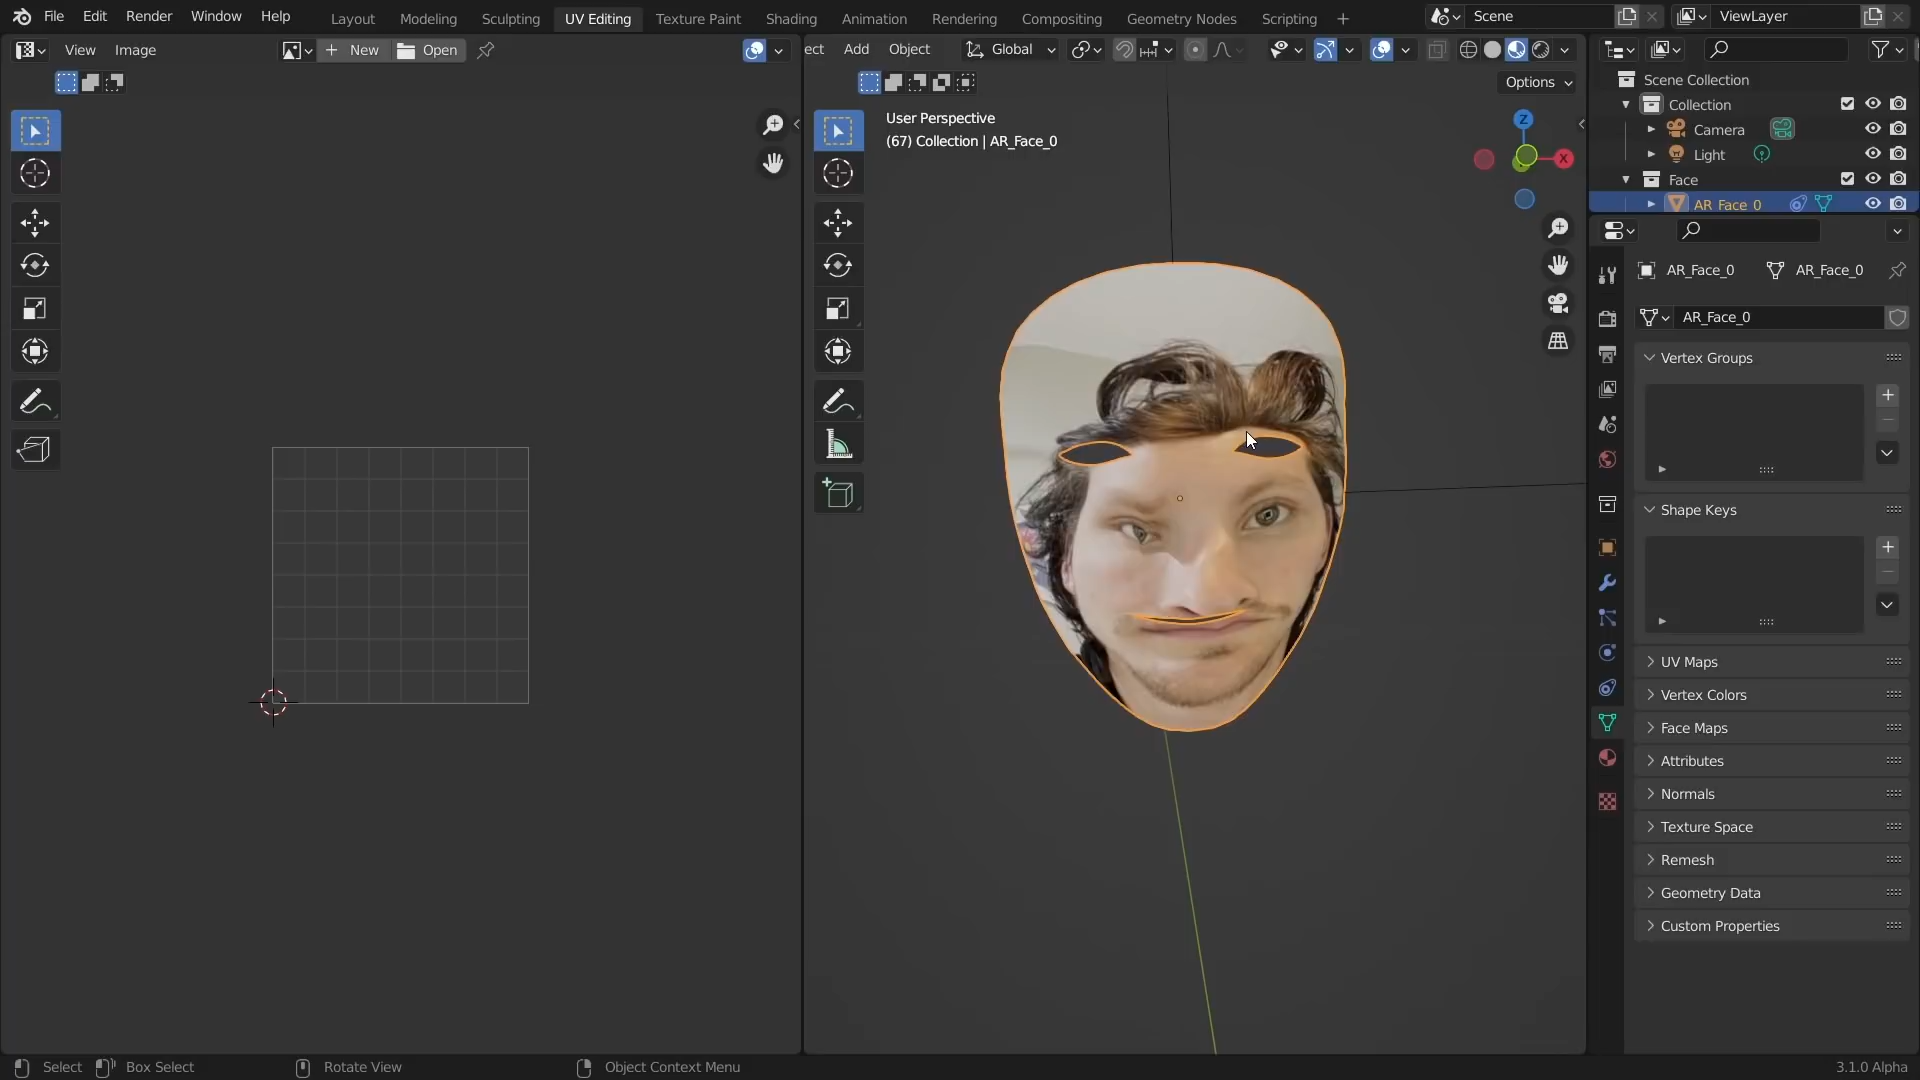 File Edit Render Window Help Layout Modeling Sculpting UV Editing Texture Paint Shading Animation Rendering Compositing Geometry Nodes Scripting + Scene ViewLayer
View Image New Open ect Add Object Global
Options
User Perspective
(67) Collection | AR_Face_0
Z
X
Scene Collection
Collection
Camera
Light
Face
AR_Face_0
AR_Face_0 AR_Face_0
AR_Face_0
Vertex Groups
Shape Keys
UV Maps
Vertex Colors
Face Maps
Attributes
Normals
Texture Space
Remesh
Geometry Data
Custom Properties
Select Box Select Rotate View Object Context Menu 3.1.0 Alpha